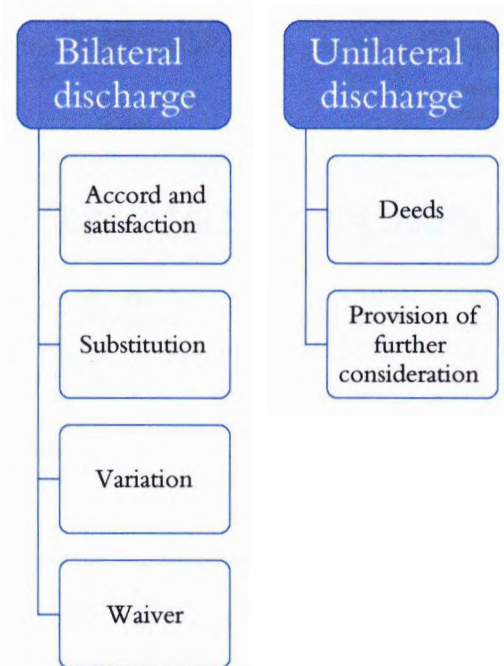 Bilateral
discharge
Accord and
satisfaction
Substitution
Variation
Waiver
Unilateral
discharge
Deeds
Provision of
further
consideration